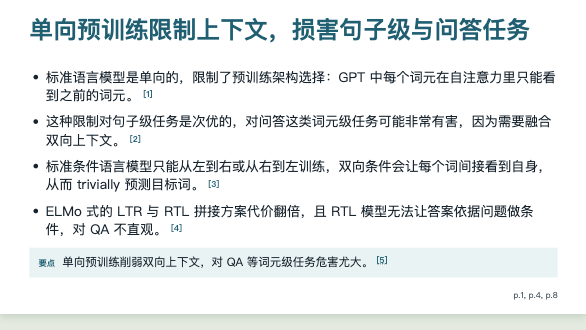 单向预训练限制上下文，损害句子级与问答任务
• 标准语言模型是单向的，限制了预训练架构选择：GPT 中每个词元在自注意力里只能看
到之前的词元。 [1]
• 这种限制对句子级任务是次优的，对问答这类词元级任务可能非常有害，因为需要融合
双向上下文。 [2]
• 标准条件语言模型只能从左到右或从右到左训练，双向条件会让每个词间接看到自身，
从而 trivially 预测目标词。 [3]
• ELMo 式的 LTR 与 RTL 拼接方案代价翻倍，且 RTL 模型无法让答案依据问题做条
件，对 QA 不直观。 [4]
要点 单向预训练削弱双向上下文，对 QA 等词元级任务危害尤大。 [5]
p.1, p.4, p.8